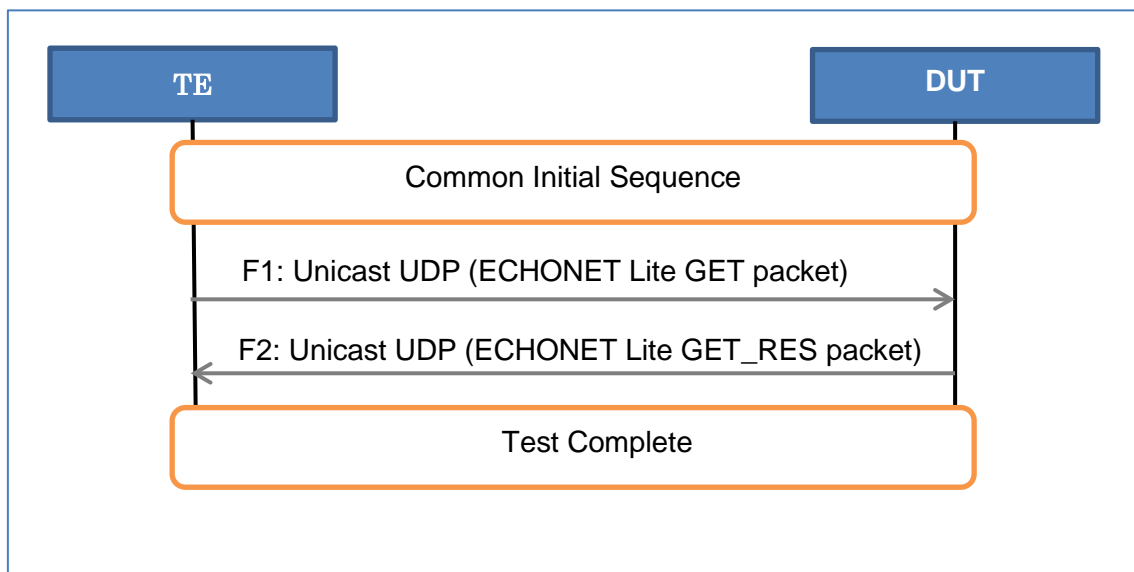 TE
DUT
Common Initial Sequence
F1: Unicast UDP (ECHONET Lite GET packet)
F2: Unicast UDP (ECHONET Lite GET_RES packet)
Test Complete